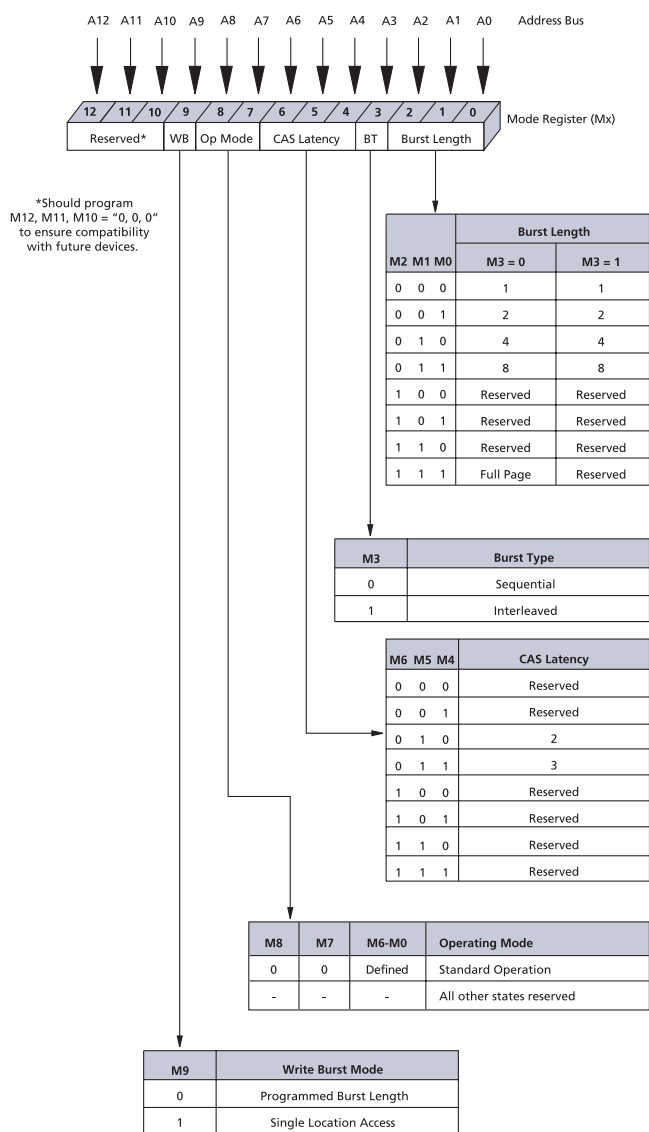 A12 A11 A10 A9 A8 A7 A6 A5 A4 A3 A2 A1 A0 Address Bus
12 11 10 9 8 7 6 5 4 3 2 1 0
Mode Register (Mx)
Reserved* WB Op Mode CAS Latency BT Burst Length
*Should program
M12, M11, M10 = “0, 0, 0”
to ensure compatibility
with future devices.
Burst Length
M2 M1 M0 M3 = 0 M3 = 1
0 0 0 1 1
0 0 1 2 2
0 1 0 4 4
0 1 1 8 8
1 0 0 Reserved Reserved
1 0 1 Reserved Reserved
1 1 0 Reserved Reserved
1 1 1 Full Page Reserved
M3 Burst Type
0 Sequential
1 Interleaved
M6 M5 M4 CAS Latency
0 0 0 Reserved
0 0 1 Reserved
0 1 0 2
0 1 1 3
1 0 0 Reserved
1 0 1 Reserved
1 1 0 Reserved
1 1 1 Reserved
M8 M7 M6-M0 Operating Mode
0 0 Defined Standard Operation
- - - All other states reserved
M9 Write Burst Mode
0 Programmed Burst Length
1 Single Location Access